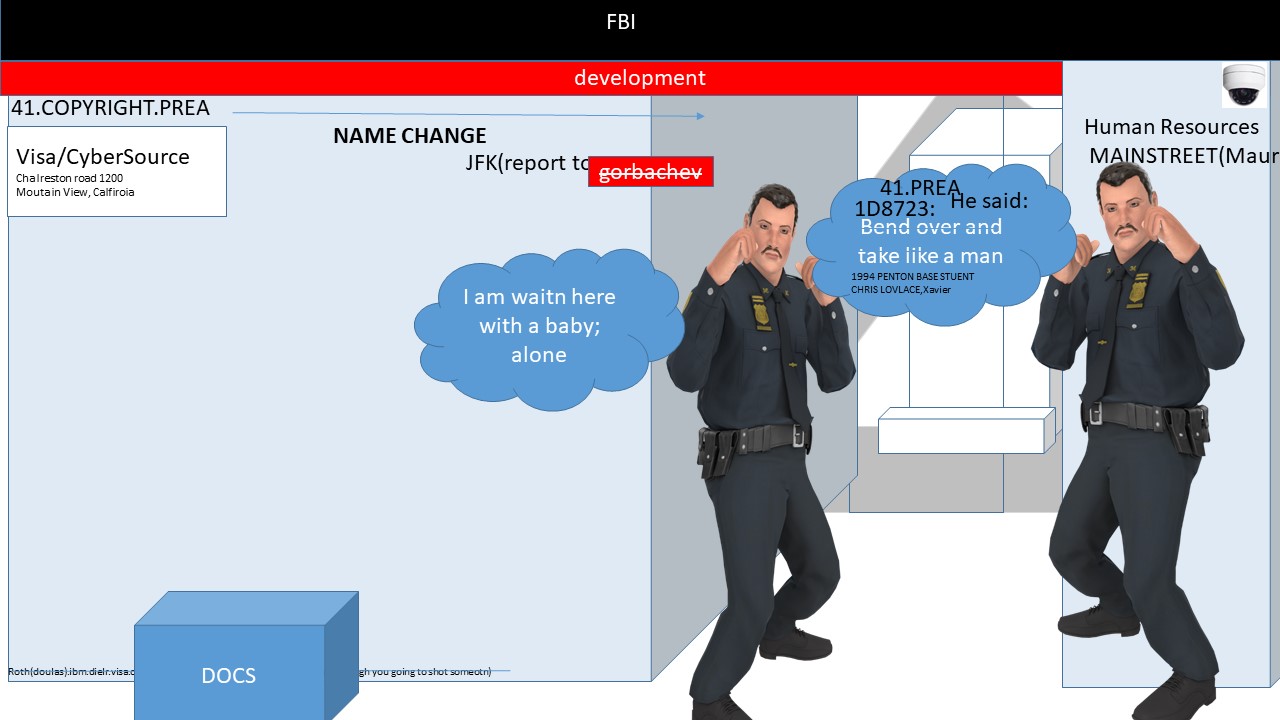 FBI
development
41.COPYRIGHT.PREA
NAME CHANGE
JFK(report to
gorbachev
Visa/CyberSource
Chalreston road 1200
Moutain View, Calfiroia
Human Resources
MAINSTREET(Maur
41.PREA
1D8723:
He said:
Bend over and
take like a man
1994 PENTON BASE STUENT
CHRIS LOVLACE,Xavier
I am waitn here
with a baby;
alone
Roth(doulas).ibm.dielr.visa.c
gh you going to shot someotn)
DOCS